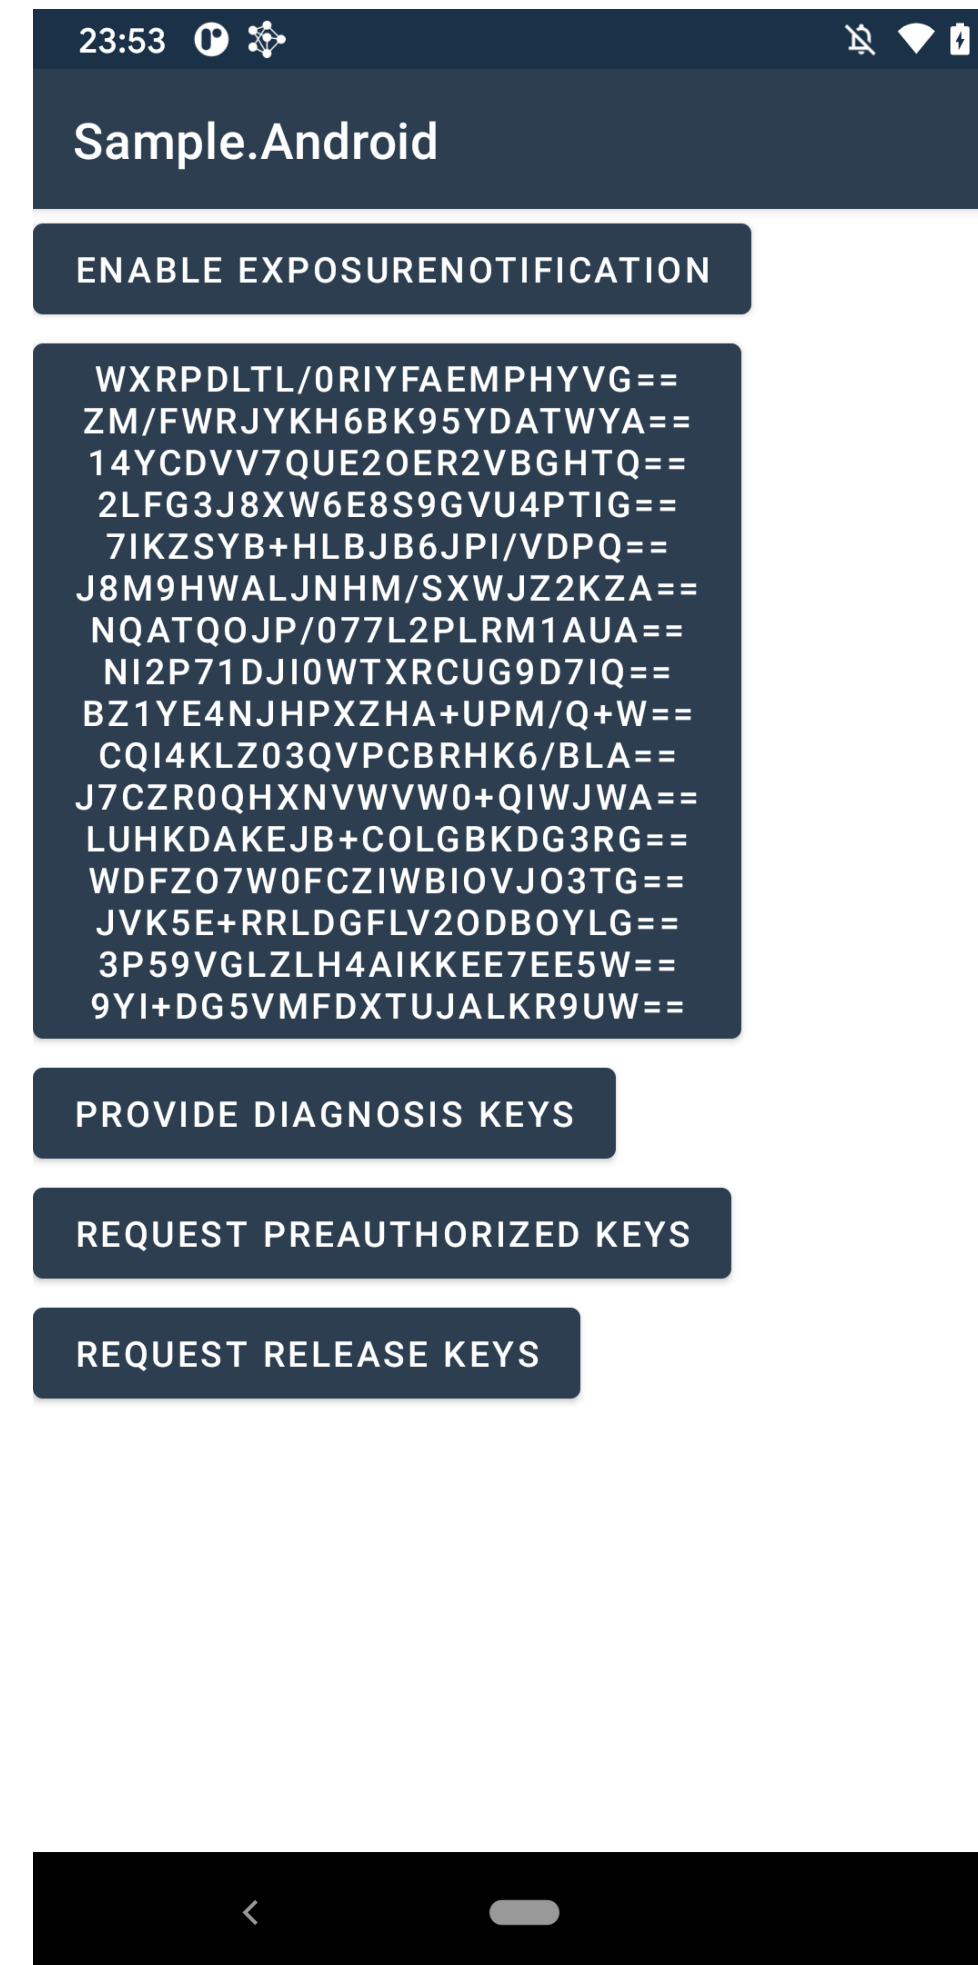 23:53
Sample.Android
ENABLE EXPOSURENOTIFICATION
WXRPDLTL/0RIYFAEMPHYVG==
ZM/FWRJYKH6BK95YDATWYA==
14YCDVV7QUE2OER2VBGHTQ==
2LFG3J8XW6E8S9GVU4PTIG==
7IKZSYB+HLBJB6JPI/VDPQ==
J8M9HWALJNHM/SXWJZ2KZA==
NQATQOJP/077L2PLRM1AUA==
NI2P71DJI0WTXRCUG9D7IQ==
BZ1YE4NJHPXZHA+UPM/Q+W==
CQI4KLZ03QVPCBRHK6/BLA==
J7CZR0QHXNVWVW0+QIWJWA==
LUHKDAKEJB+COLGBKDG3RG==
WDFZO7W0FCZIWBIOVJO3TG==
JVK5E+RRLDGFLV2ODBOYLG==
3P59VGLZLH4AIKKEE7EE5W==
9YI+DG5VMFDXTUJALKR9UW==
PROVIDE DIAGNOSIS KEYS
REQUEST PREAUTHORIZED KEYS
REQUEST RELEASE KEYS